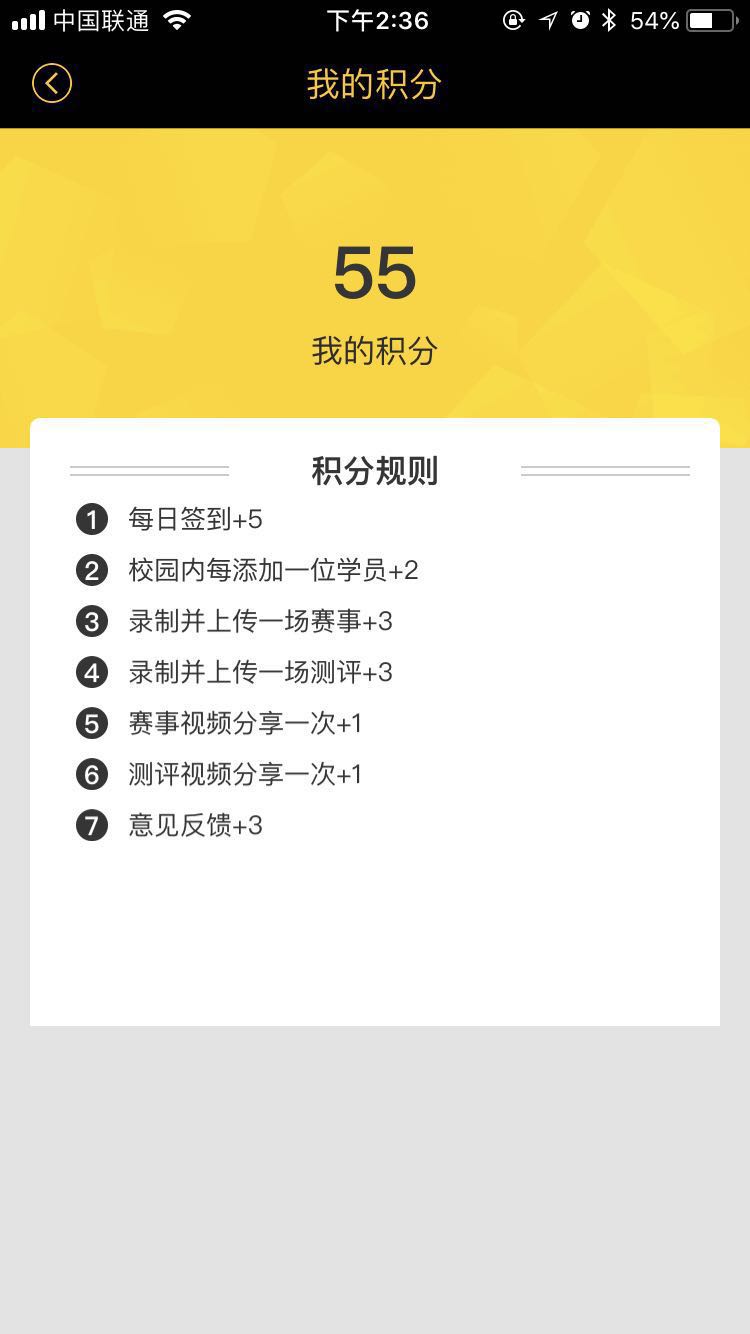 中国联通 下午2:36 54%
我的积分
55
我的积分
积分规则
1 每日签到+5
2 校园内每添加一位学员+2
3 录制并上传一场赛事+3
4 录制并上传一场测评+3
5 赛事视频分享一次+1
6 测评视频分享一次+1
7 意见反馈+3